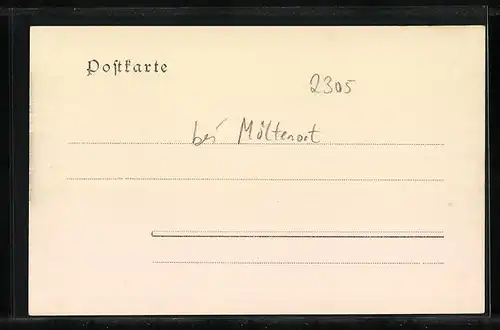 Poſtkarte
2305
bei Möltenort